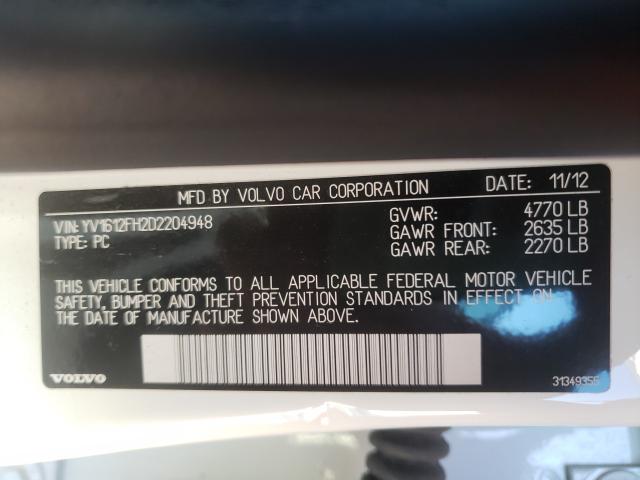 MFD BY VOLVO CAR CORPORATION DATE: 11/12
VIN: YV1612FH2D2204948 GVWR: 4770 LB
TYPE: PC GAWR FRONT: 2635 LB
GAWR REAR: 2270 LB
THIS VEHICLE CONFORMS TO ALL APPLICABLE FEDERAL MOTOR VEHICLE
SAFETY, BUMPER AND THEFT PREVENTION STANDARDS IN EFFECT ON
THE DATE OF MANUFACTURE SHOWN ABOVE.
VOLVO 31349356